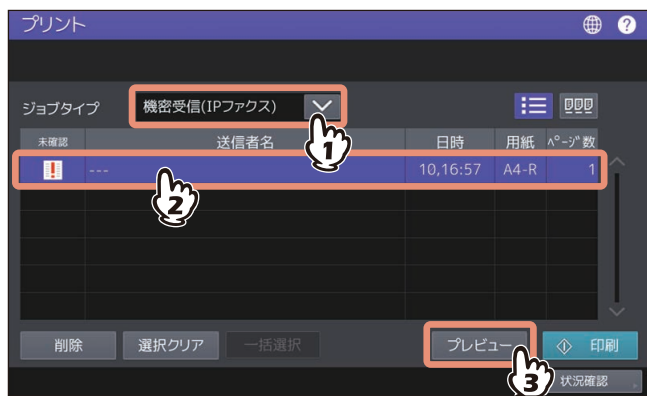 プリント
ジョブタイプ 機密受信(IPファクス)
未確認 送信者名 日時 用紙 ﾍﾟｰｼﾞ数
--- 10,16:57 A4-R 1
削除 選択クリア 一括選択 プレビュー 印刷
状況確認
1
2
3